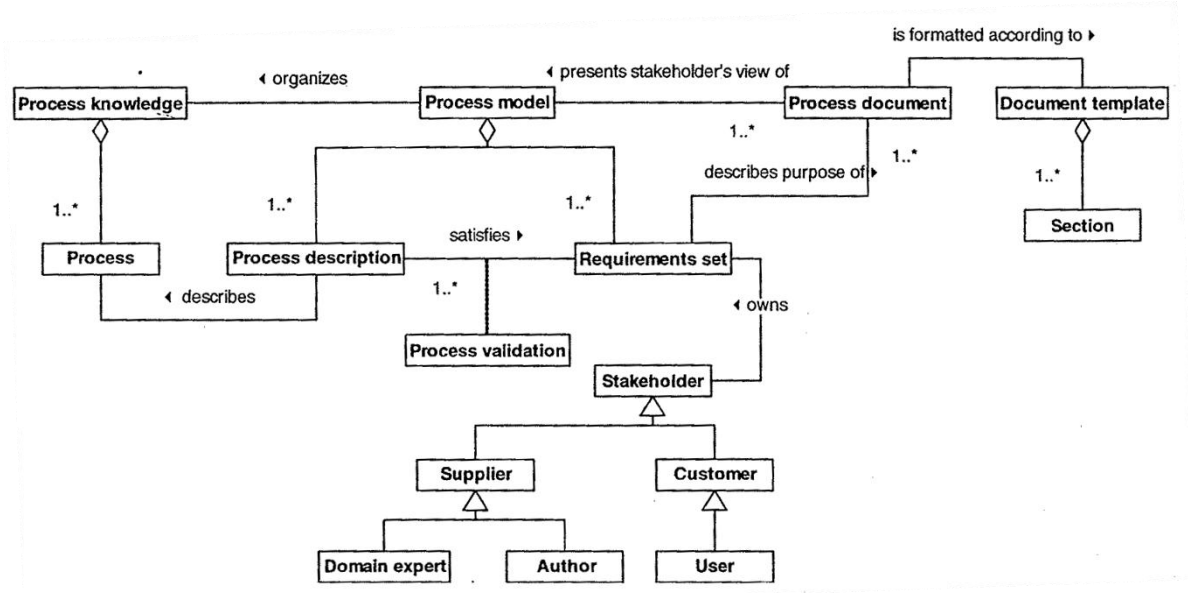 is formatted according to ▸
◂ organizes
◂ presents stakeholder's view of
Process knowledge
Process model
Process document
Document template
1..*
1..*
describes purpose of ▸
1..*
1..*
1..*
1..*
Section
satisfies ▸
Process
Process description
Requirements set
1..*
◂ describes
◂ owns
Process validation
Stakeholder
Supplier
Customer
Domain expert
Author
User